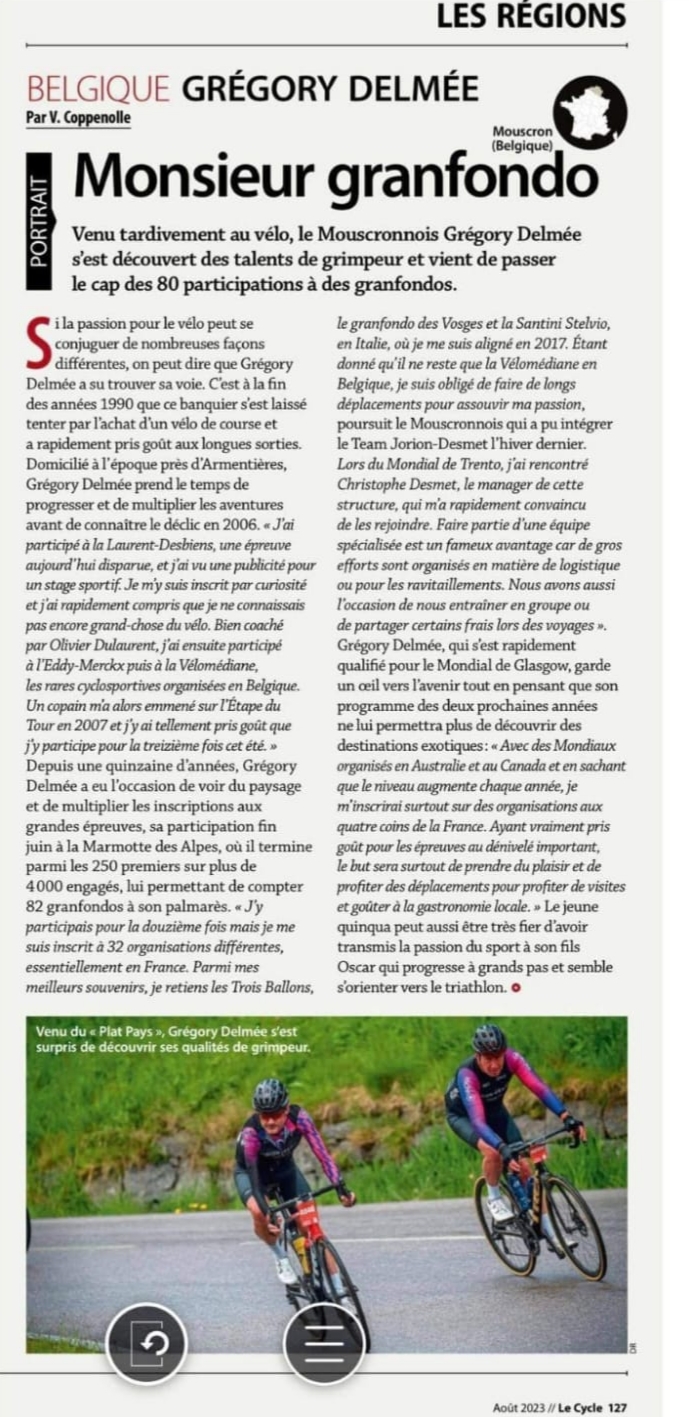 LES RÉGIONS
BELGIQUE GRÉGORY DELMÉE
Par V. Coppenolle
Mouscron
(Belgique)
PORTRAIT
Monsieur granfondo
Venu tardivement au vélo, le Mouscronnois Grégory Delmée
s'est découvert des talents de grimpeur et vient de passer
le cap des 80 participations à des granfondos.
Si la passion pour le vélo peut se
conjuguer de nombreuses façons
différentes, on peut dire que Grégory
Delmée a su trouver sa voie. C'est à la fin
des années 1990 que ce banquier s'est laissé
tenter par l'achat d'un vélo de course et
a rapidement pris goût aux longues sorties.
Domicilié à l'époque près d'Armentières,
Grégory Delmée prend le temps de
progresser et de multiplier les aventures
avant de connaître le déclic en 2006. « J'ai
participé à la Laurent-Desbiens, une épreuve
aujourd'hui disparue, et j'ai vu une publicité pour
un stage sportif. Je m'y suis inscrit par curiosité
et j'ai rapidement compris que je ne connaissais
pas encore grand-chose du vélo. Bien coaché
par Olivier Dulaurent, j'ai ensuite participé
à l'Eddy-Merckx puis à la Vélomédiane,
les rares cyclosportives organisées en Belgique.
Un copain m'a alors emmené sur l'Étape du
Tour en 2007 et j'y ai tellement pris goût que
j'y participe pour la treizième fois cet été. »
Depuis une quinzaine d'années, Grégory
Delmée a eu l'occasion de voir du paysage
et de multiplier les inscriptions aux
grandes épreuves, sa participation fin
juin à la Marmotte des Alpes, où il termine
parmi les 250 premiers sur plus de
4000 engagés, lui permettant de compter
82 granfondos à son palmarès. « J'y
participais pour la douzième fois mais je me
suis inscrit à 32 organisations différentes,
essentiellement en France. Parmi mes
meilleurs souvenirs, je retiens les Trois Ballons,
le granfondo des Vosges et la Santini Stelvio,
en Italie, où je me suis aligné en 2017. Étant
donné qu'il ne reste que la Vélomédiane en
Belgique, je suis obligé de faire de longs
déplacements pour assouvir ma passion,
poursuit le Mouscronnois qui a pu intégrer
le Team Jorion-Desmet l'hiver dernier.
Lors du Mondial de Trento, j'ai rencontré
Christophe Desmet, le manager de cette
structure, qui m'a rapidement convaincu
de les rejoindre. Faire partie d'une équipe
spécialisée est un fameux avantage car de gros
efforts sont organisés en matière de logistique
ou pour les ravitaillements. Nous avons aussi
l'occasion de nous entraîner en groupe ou
de partager certains frais lors des voyages ».
Grégory Delmée, qui s'est rapidement
qualifié pour le Mondial de Glasgow, garde
un œil vers l'avenir tout en pensant que son
programme des deux prochaines années
ne lui permettra plus de découvrir des
destinations exotiques : « Avec des Mondiaux
organisés en Australie et au Canada et en sachant
que le niveau augmente chaque année, je
m'inscrirai surtout sur des organisations aux
quatre coins de la France. Ayant vraiment pris
goût pour les épreuves au dénivelé important,
le but sera surtout de prendre du plaisir et de
profiter des déplacements pour profiter de visites
et goûter à la gastronomie locale. » Le jeune
quinqua peut aussi être très fier d'avoir
transmis la passion du sport à son fils
Oscar qui progresse à grands pas et semble
s'orienter vers le triathlon.
Venu du « Plat Pays », Grégory Delmée s'est
surpris de découvrir ses qualités de grimpeur.
DR
Août 2023 // Le Cycle 127